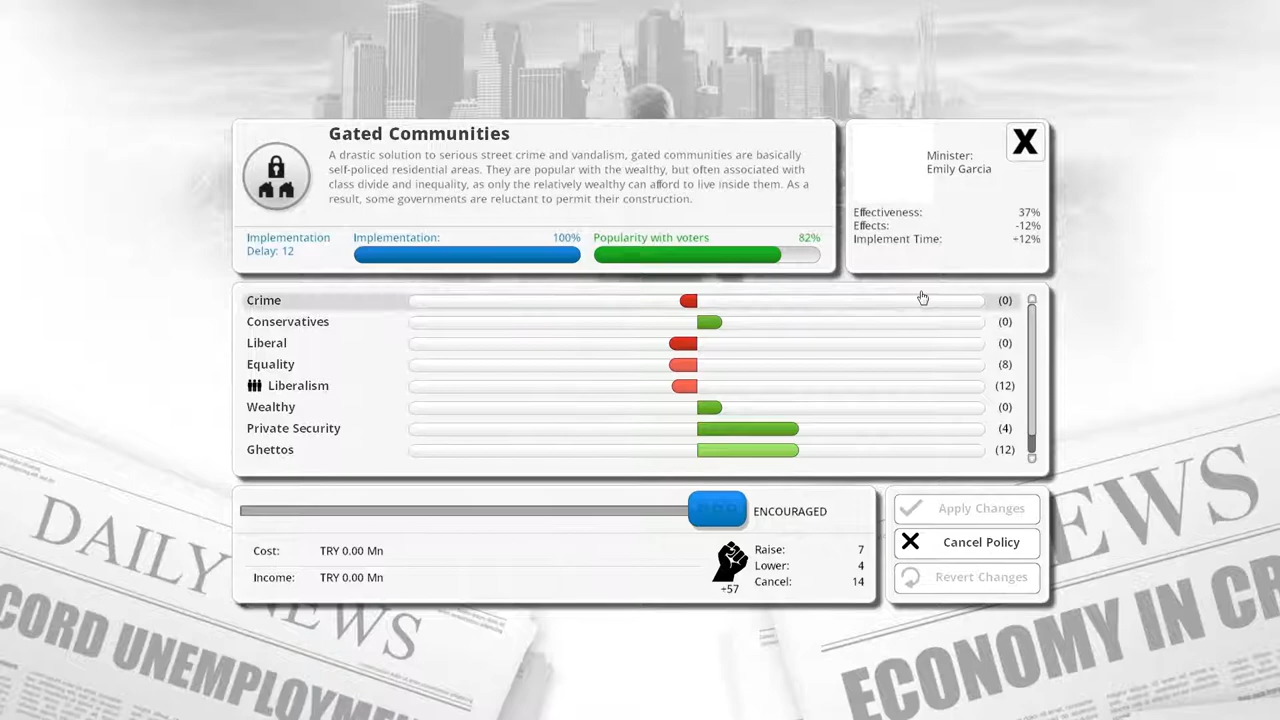 Gated Communities
A drastic solution to serious street crime and vandalism, gated communities are basically
self-policed residential areas. They are popular with the wealthy, but often associated with
class divide and inequality, as only the relatively wealthy can afford to live inside them. As a
result, some governments are reluctant to permit their construction.
Implementation
Delay: 12
Implementation: 100%
Popularity with voters 82%
X
Minister:
Emily Garcia
Effectiveness: 37%
Effects: -12%
Implement Time: +12%
Crime (0)
Conservatives (0)
Liberal (0)
Equality (8)
Liberalism (12)
Wealthy (0)
Private Security (4)
Ghettos (12)
ENCOURAGED
Cost: TRY 0.00 Mn
Income: TRY 0.00 Mn
+57
Raise: 7
Lower: 4
Cancel: 14
Apply Changes
Cancel Policy
Revert Changes
DAILY NEWS
CORD UNEMPLOYME
EWS
ECONOMY IN CR